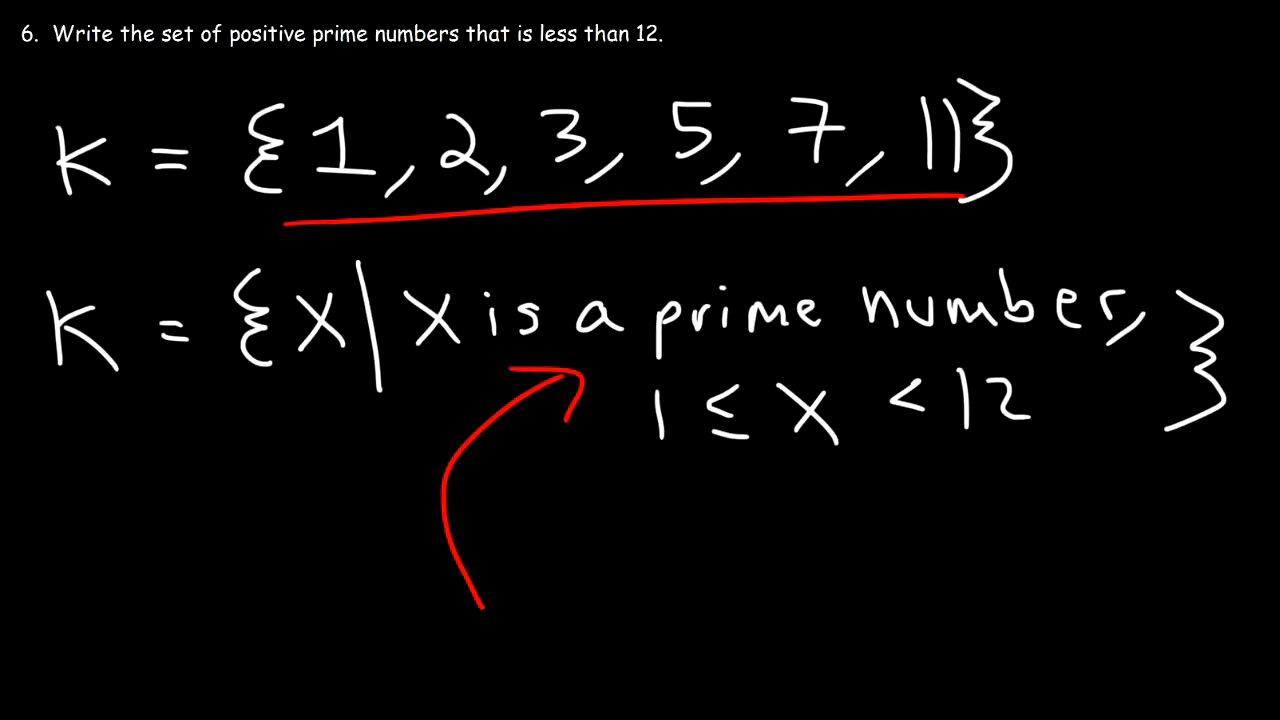 6. Write the set of positive prime numbers that is less than 12.
K = {1, 2, 3, 5, 7, 11}
K = {x | x is a prime number,
1 ≤ x < 12 }